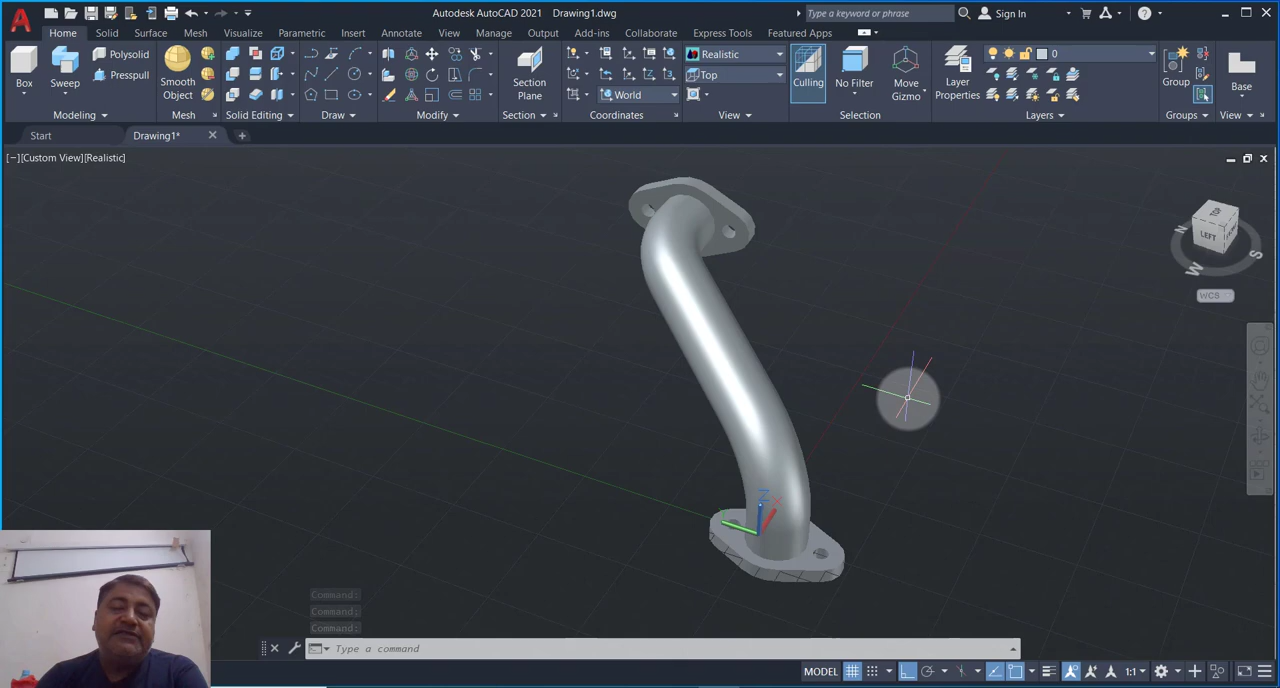 Autodesk AutoCAD 2021 Drawing1.dwg
Type a keyword or phrase
Sign In
Home Solid Surface Mesh Visualize Parametric Insert Annotate View Manage Output Add-ins Collaborate Express Tools Featured Apps
Box
Sweep
Polysolid
Presspull
Smooth
Object
Section
Plane
World
Realistic
Top
Culling
No Filter
Move
Gizmo
Layer
Properties
0
Group
Base
Modeling
Mesh
Solid Editing
Draw
Modify
Section
Coordinates
View
Selection
Layers
Groups
View
Start
Drawing1*
[−][Custom View][Realistic]
TOP
LEFT
N
S
W
WCS
Z
X
Command:
Command:
Command:
Type a command
MODEL
1:1